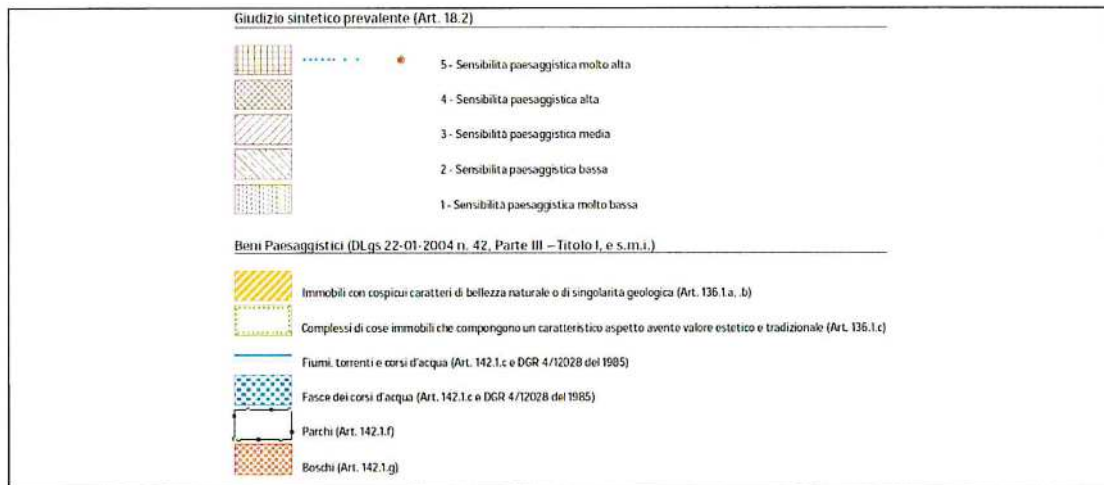 Giudizio sintetico prevalente (Art. 18.2)
5 - Sensibilità paesaggistica molto alta
4 - Sensibilità paesaggistica alta
3 - Sensibilità paesaggistica media
2 - Sensibilità paesaggistica bassa
1 - Sensibilità paesaggistica molto bassa
Beni Paesaggistici (DLgs 22-01-2004 n. 42, Parte III – Titolo I, e s.m.i.)
Immobili con cospicui caratteri di bellezza naturale o di singolarità geologica (Art. 136.1.a, .b)
Complessi di cose immobili che compongono un caratteristico aspetto avente valore estetico e tradizionale (Art. 136.1.c)
Fiumi, torrenti e corsi d'acqua (Art. 142.1.c e DGR 4/12028 del 1985)
Fasce dei corsi d'acqua (Art. 142.1.c e DGR 4/12028 del 1985)
Parchi (Art. 142.1.f)
Boschi (Art. 142.1.g)